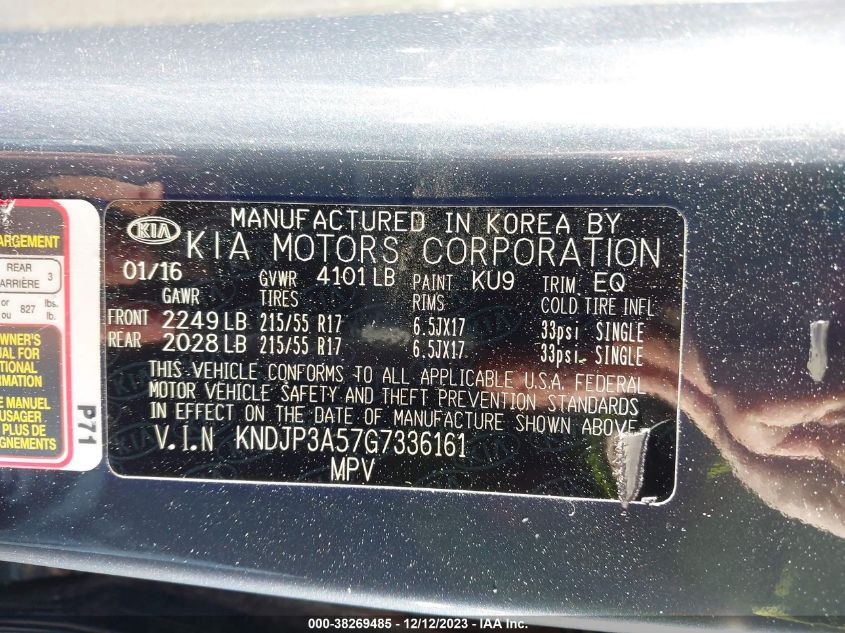 ARGEMENT
REAR
ARRIÈRE 3
or
ou 827 lbs.
lb.
OWNER'S
UAL FOR
TIONAL
RMATION
E MANUEL
USAGER
PLUS DE
GNEMENTS
P71
KIA
MANUFACTURED IN KOREA BY
KIA MOTORS CORPORATION
01/16 GVWR 4101 LB PAINT KU9 TRIM EQ
GAWR TIRES RIMS COLD TIRE INFL
FRONT 2249 LB 215/55 R17 6.5JX17 33psi SINGLE
REAR 2028 LB 215/55 R17 6.5JX17 33psi SINGLE
THIS VEHICLE CONFORMS TO ALL APPLICABLE U.S.A. FEDERAL
MOTOR VEHICLE SAFETY AND THEFT PREVENTION STANDARDS
IN EFFECT ON THE DATE OF MANUFACTURE SHOWN ABOVE.
V.I.N KNDJP3A57G7336161
MPV
000-38269485 - 12/12/2023 - IAA Inc.